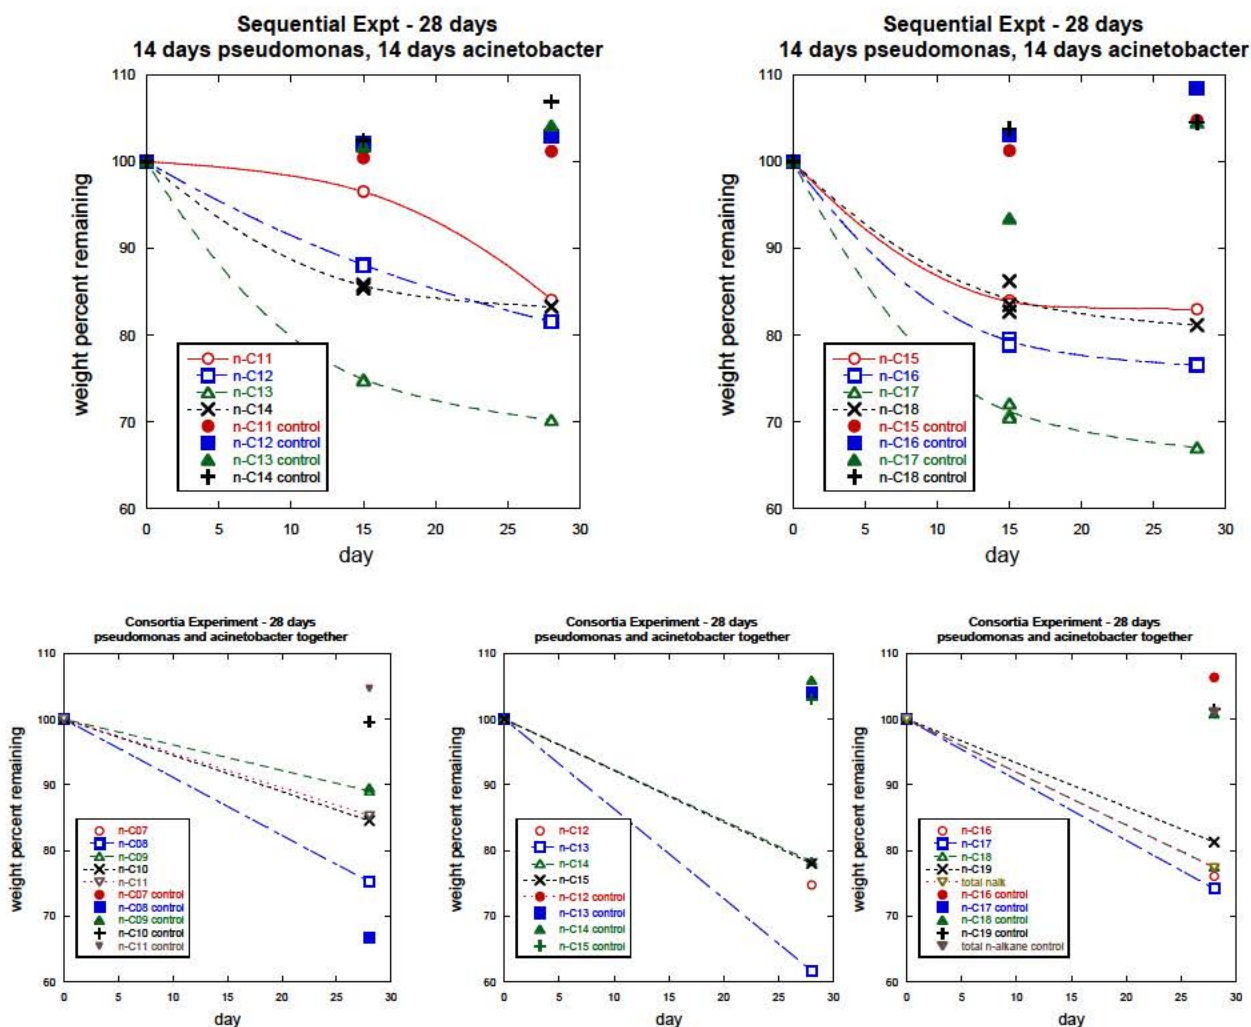 Sequential Expt - 28 days
14 days pseudomonas, 14 days acinetobacter
weight percent remaining
110
100
90
80
70
60
n-C11
n-C12
n-C13
n-C14
n-C11 control
n-C12 control
n-C13 control
n-C14 control
0 5 10 15 20 25 30
day
Sequential Expt - 28 days
14 days pseudomonas, 14 days acinetobacter
weight percent remaining
110
100
90
80
70
60
n-C15
n-C16
n-C17
n-C18
n-C15 control
n-C16 control
n-C17 control
n-C18 control
0 5 10 15 20 25 30
day
Consortia Experiment - 28 days
pseudomonas and acinetobacter together
weight percent remaining
110
100
90
80
70
60
n-C07
n-C08
n-C09
n-C10
n-C11
n-C07 control
n-C08 control
n-C09 control
n-C10 control
n-C11 control
0 5 10 15 20 25 30
day
Consortia Experiment - 28 days
pseudomonas and acinetobacter together
weight percent remaining
110
100
90
80
70
60
n-C12
n-C13
n-C14
n-C15
n-C12 control
n-C13 control
n-C14 control
n-C15 control
0 5 10 15 20 25 30
day
Consortia Experiment - 28 days
pseudomonas and acinetobacter together
weight percent remaining
110
100
90
80
70
60
n-C16
n-C17
n-C18
n-C19
total nalk
n-C16 control
n-C17 control
n-C18 control
n-C19 control
total n-alkane control
0 5 10 15 20 25 30
day